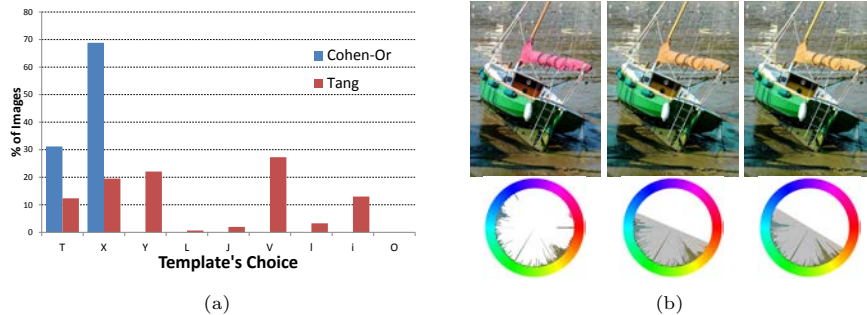 80
70
60
50
40
30
20
10
0
% of Images
Cohen-Or
Tang
T X Y L J V l i O
Template's Choice
(a)
(b)